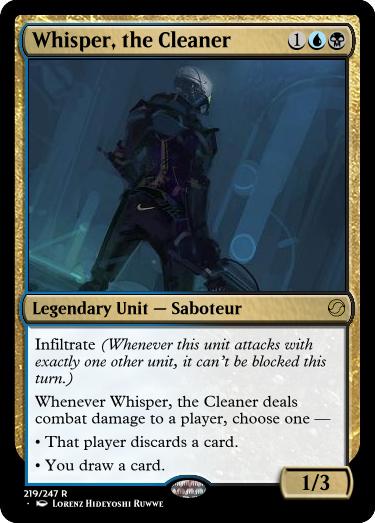 Whisper, the Cleaner 1
Legendary Unit — Saboteur
Infiltrate (Whenever this unit attacks with
exactly one other unit, it can't be blocked this
turn.)
Whenever Whisper, the Cleaner deals
combat damage to a player, choose one —
• That player discards a card.
• You draw a card.
1/3
219/247 R
· Lorenz Hideyoshi Ruwwe